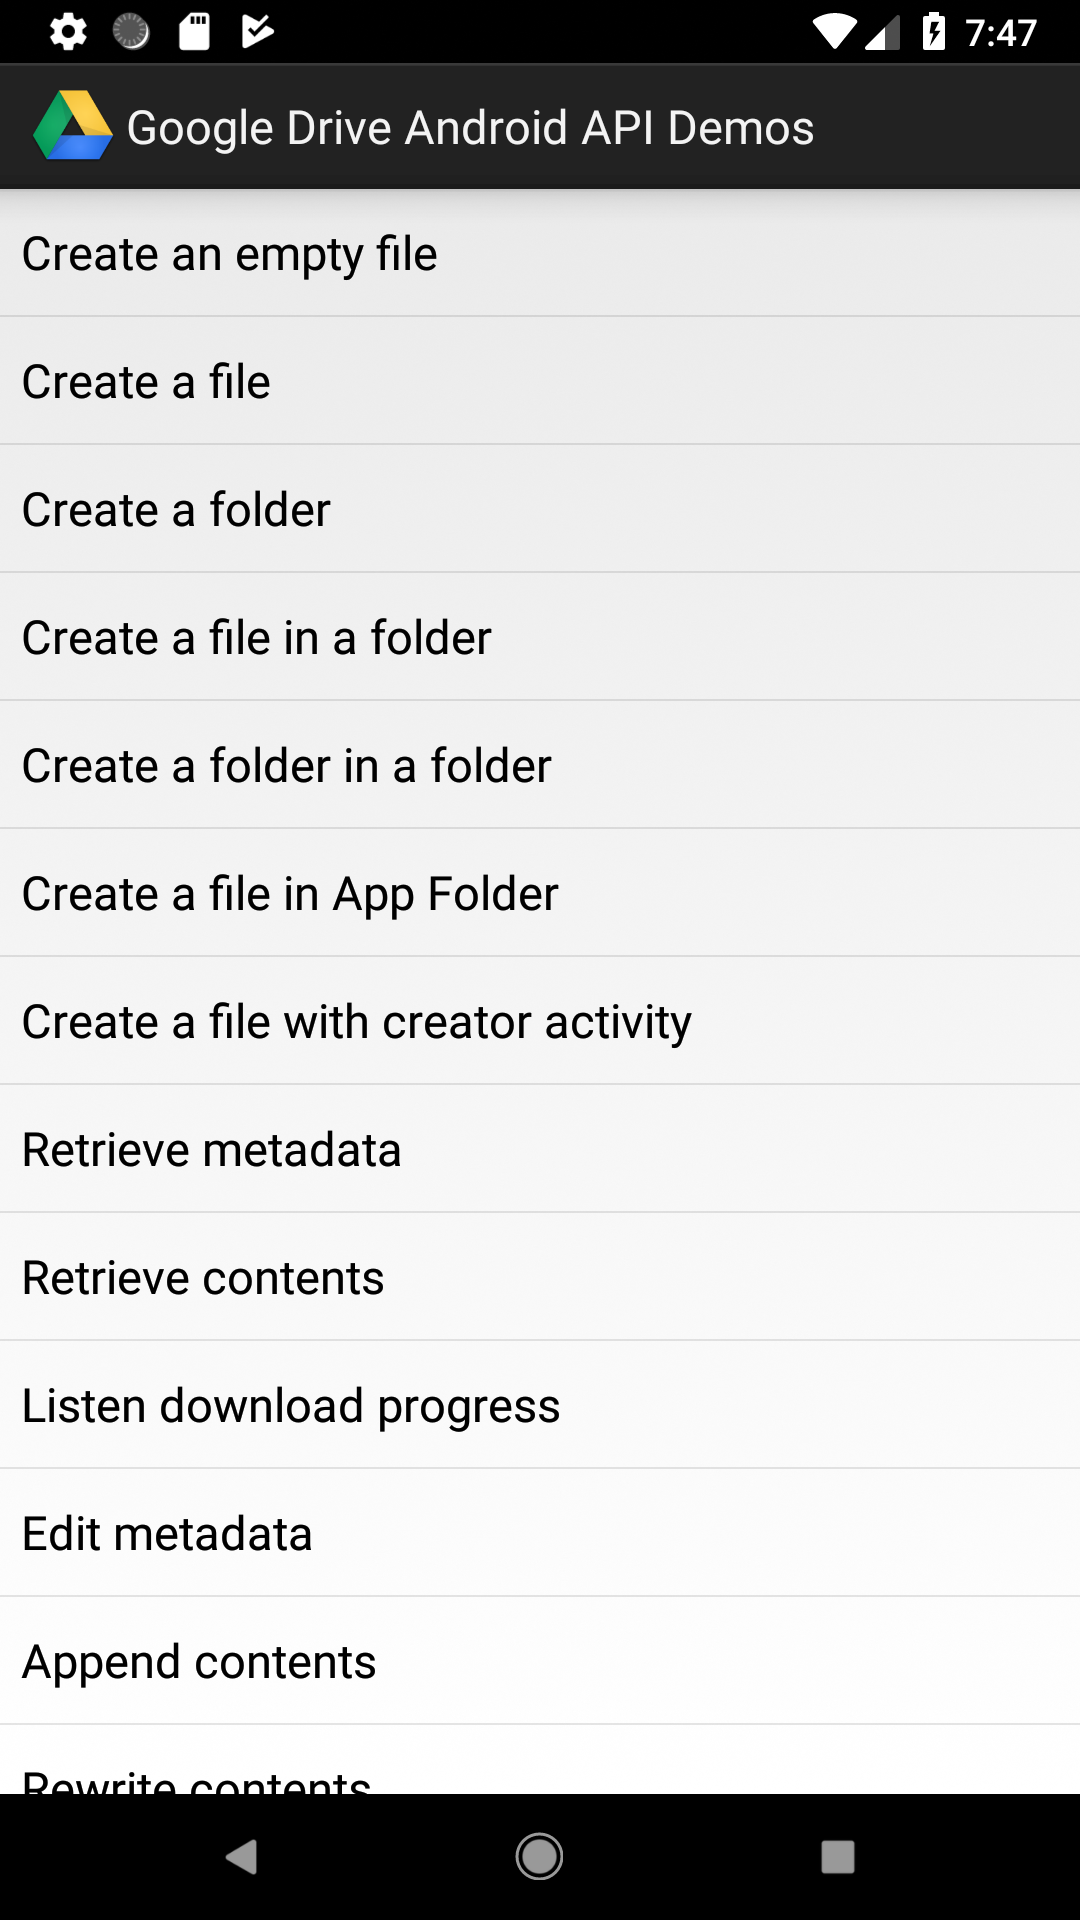 7:47
Google Drive Android API Demos
Create an empty file
Create a file
Create a folder
Create a file in a folder
Create a folder in a folder
Create a file in App Folder
Create a file with creator activity
Retrieve metadata
Retrieve contents
Listen download progress
Edit metadata
Append contents
Rewrite contents